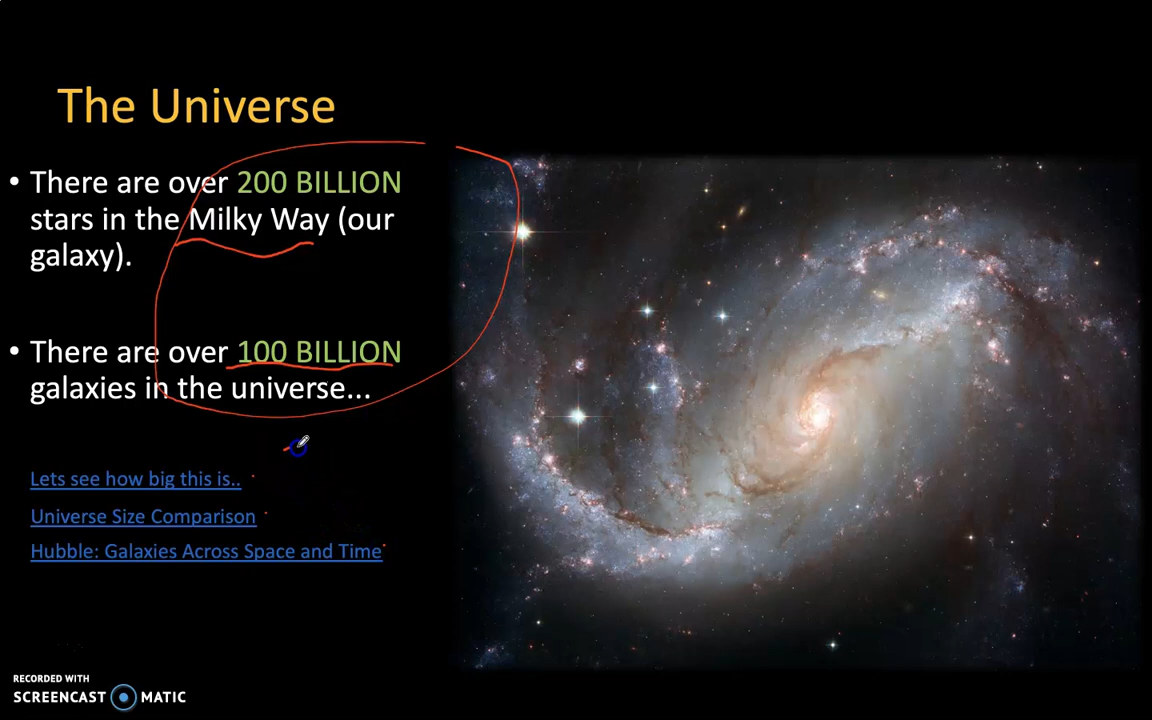 The Universe
• There are over 200 BILLION
stars in the Milky Way (our
galaxy).
• There are over 100 BILLION
galaxies in the universe...
Lets see how big this is..
Universe Size Comparison
Hubble: Galaxies Across Space and Time
RECORDED WITH
SCREENCAST MATIC